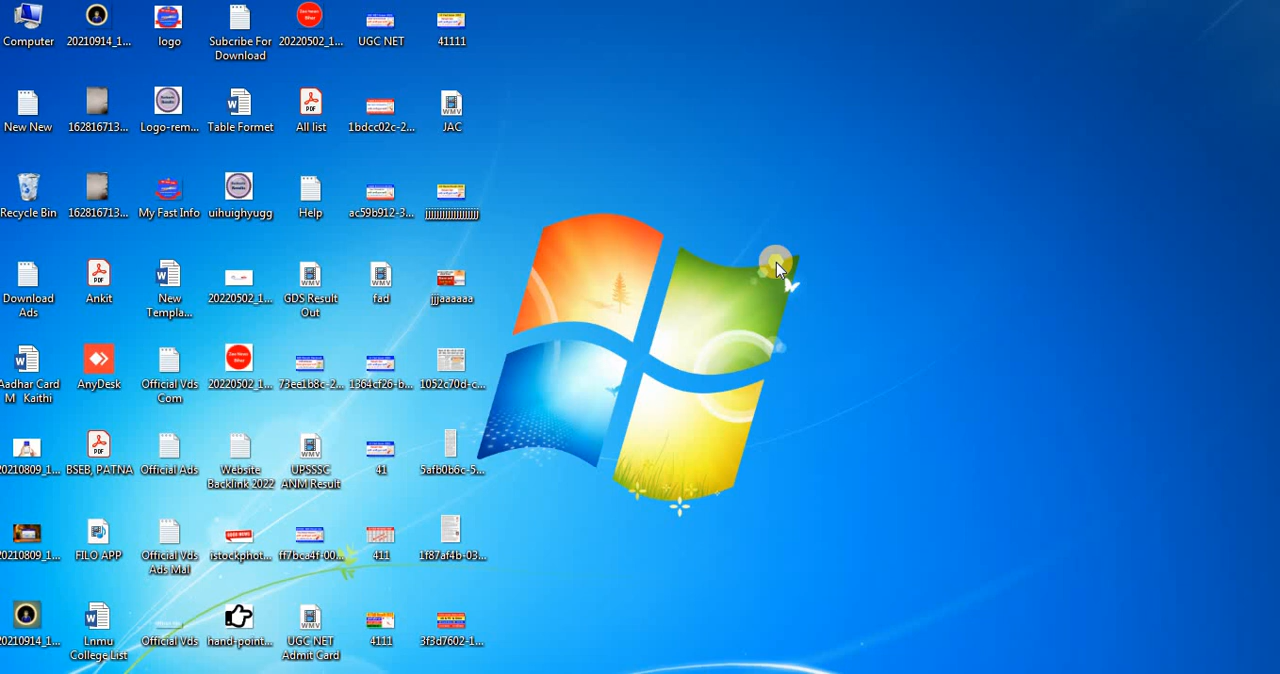 Computer
20210914_1...
logo
Subcribe For
Download
20220502_1...
UGC NET
41111
New New
162816713...
Logo-rem...
Table Formet
All list
1bdcc02c-2...
JAC
Recycle Bin
162816713...
My Fast Info
uihuighyugg
Help
ac59b912-3...
Download
Ads
Ankit
New
Templa...
20220502_1...
GDS Result
Out
fad
jjjaaaaaa
Aadhar Card
M Kaithi
AnyDesk
Official Vds
Com
20220502_1...
73ee1b8c-2...
1364cf26-b...
1052c70d-c...
20210809_1...
BSEB, PATNA
Official Ads
Website
Backlink 2022
UPSSSC
ANM Result
41
5afb0b6c-5...
20210809_1...
FILO APP
Official Vds
Ads Mal
istockphot...
ff7bca4f-00...
411
1f87af4b-03...
20210914_1...
Lnmu
College List
Official Vds
hand-point...
UGC NET
Admit Card
4111
3f3d7602-1...